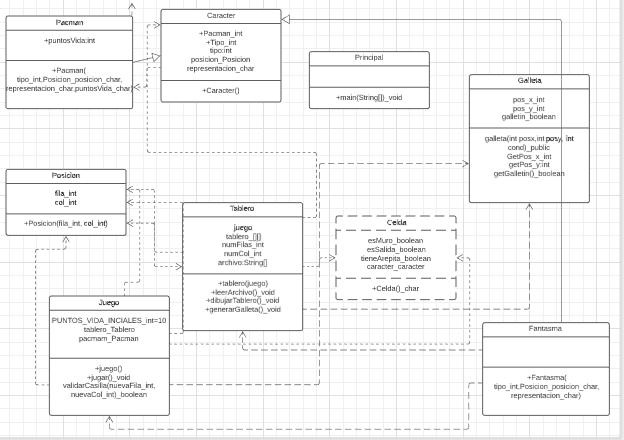 Pacman
+puntosVida:int
+Pacman(
tipo_int,Posicion_posicion_char,
representacion_char.puntosVida_char)
Caracter
+Pacman_int
+Tipo_int
tipo:int
posicion_Posicion
representacion_char
+Caracter()
Principal
+main(String[])_void
Galleta
pos_x_int
pos_y_int
galletin_boolean
galleta(int posx,int posy, int
cond)_public
GetPos_x_int
getPos_y:int
getGalletin()_boolean
Posicion
fila_int
col_int
+Posicion(fila_int, col_int)
Tablero
juego
tablero_[][]
numFilas_int
numCol_int
archivo:String[]
+tablero(juego)
+leerArchivo()_void
+dibujarTablero()_void
+generarGalleta()_void
Celda
esMuro_boolean
esSalida_boolean
tieneArepita_boolean
caracter_caracter
+Celda()_char
Juego
PUNTOS_VIDA_INCIALES_int=10
tablero_Tablero
pacmam_Pacman
+juego()
+jugar()_void
validarCasilla(nuevaFila_int,
nuevaCol_int)_boolean
Fantasma
+Fantasma(
tipo_int,Posicion_posicion_char,
representacion_char)